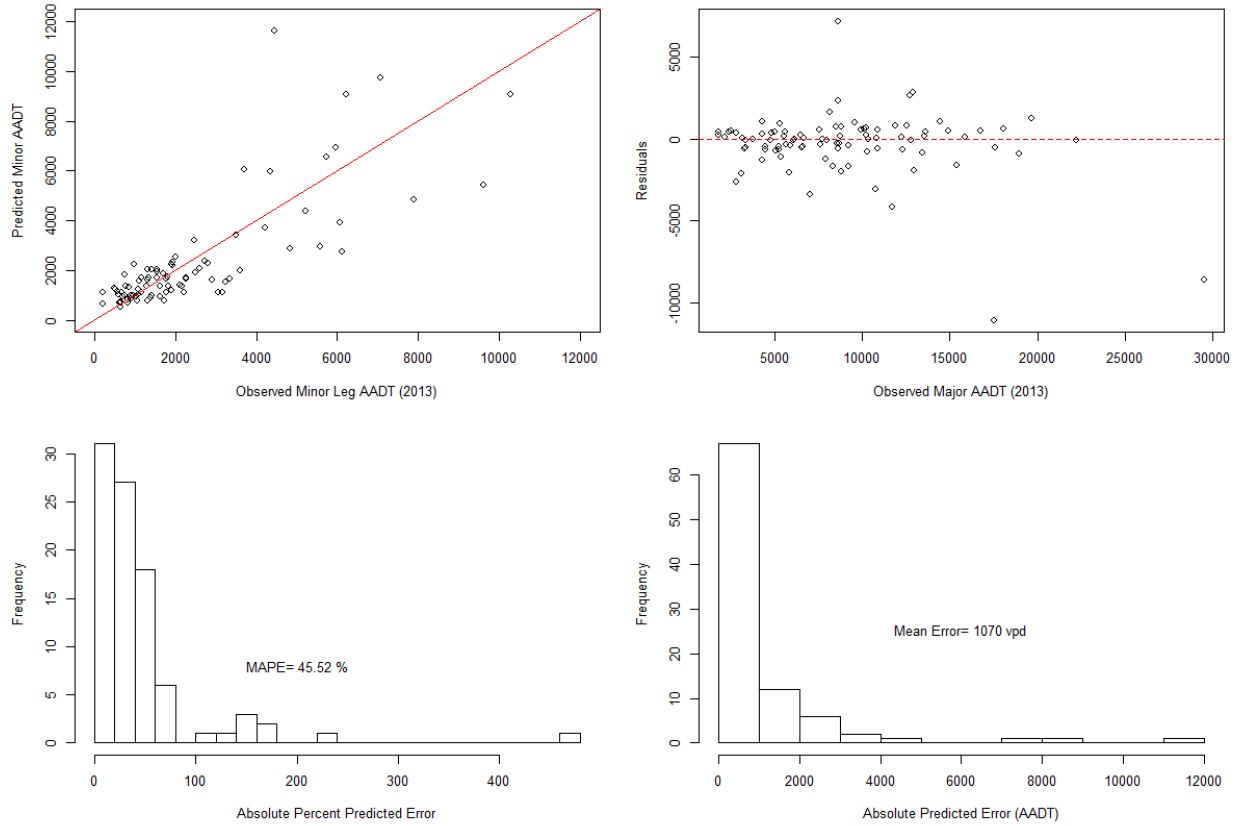 12000
10000
8000
6000
4000
2000
0
Predicted Minor AADT
0 2000 4000 6000 8000 10000 12000
Observed Minor Leg AADT (2013)
5000
0
-5000
-10000
Residuals
5000 10000 15000 20000 25000 30000
Observed Major AADT (2013)
30
25
20
15
10
5
0
Frequency
MAPE= 45.52 %
0 100 200 300 400
Absolute Percent Predicted Error
60
50
40
30
20
10
0
Frequency
Mean Error= 1070 vpd
0 2000 4000 6000 8000 10000 12000
Absolute Predicted Error (AADT)